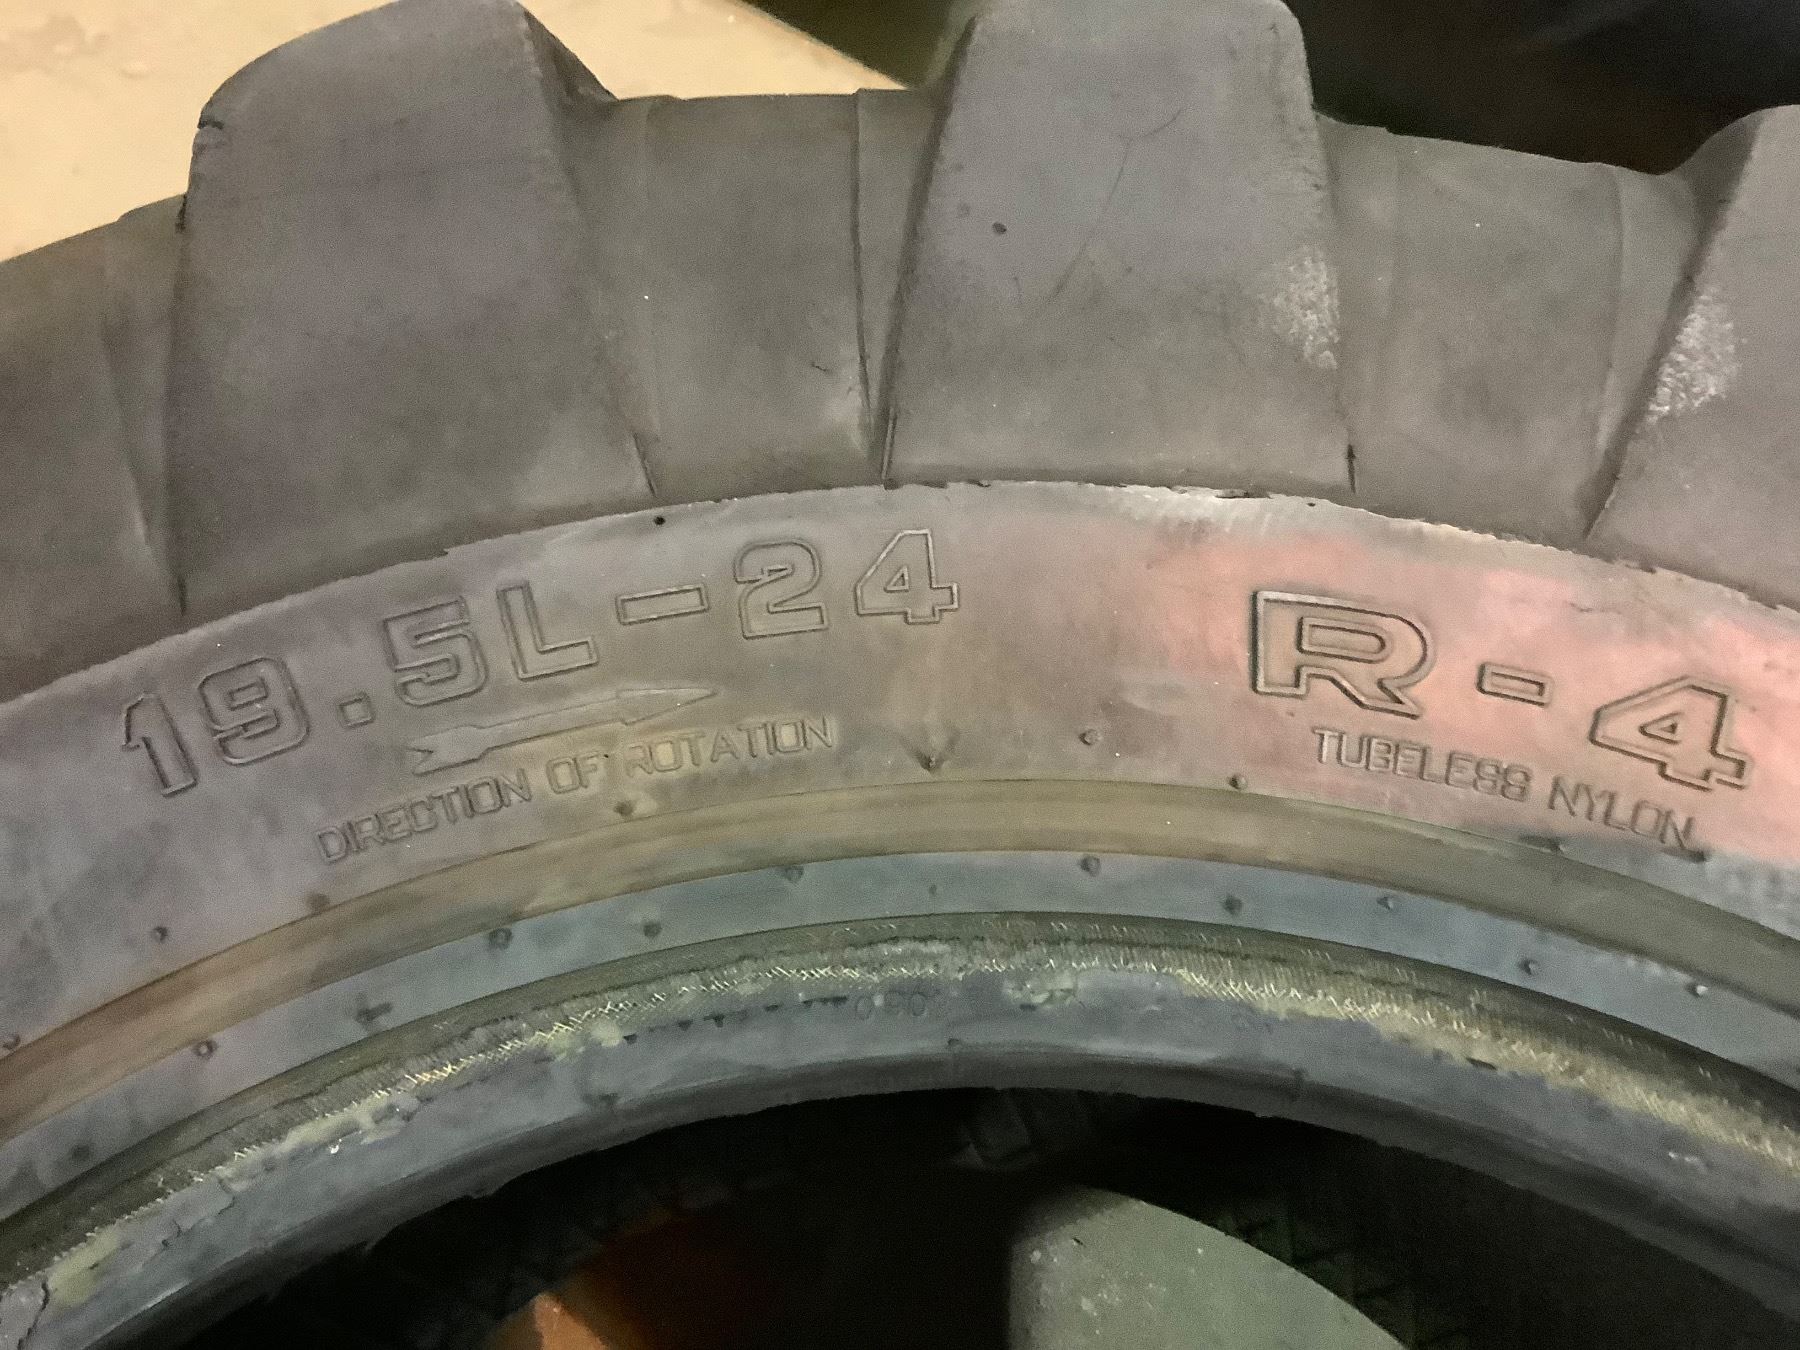 19.5L-24
DIRECTION OF ROTATION
R-4
TUBELESS NYLON